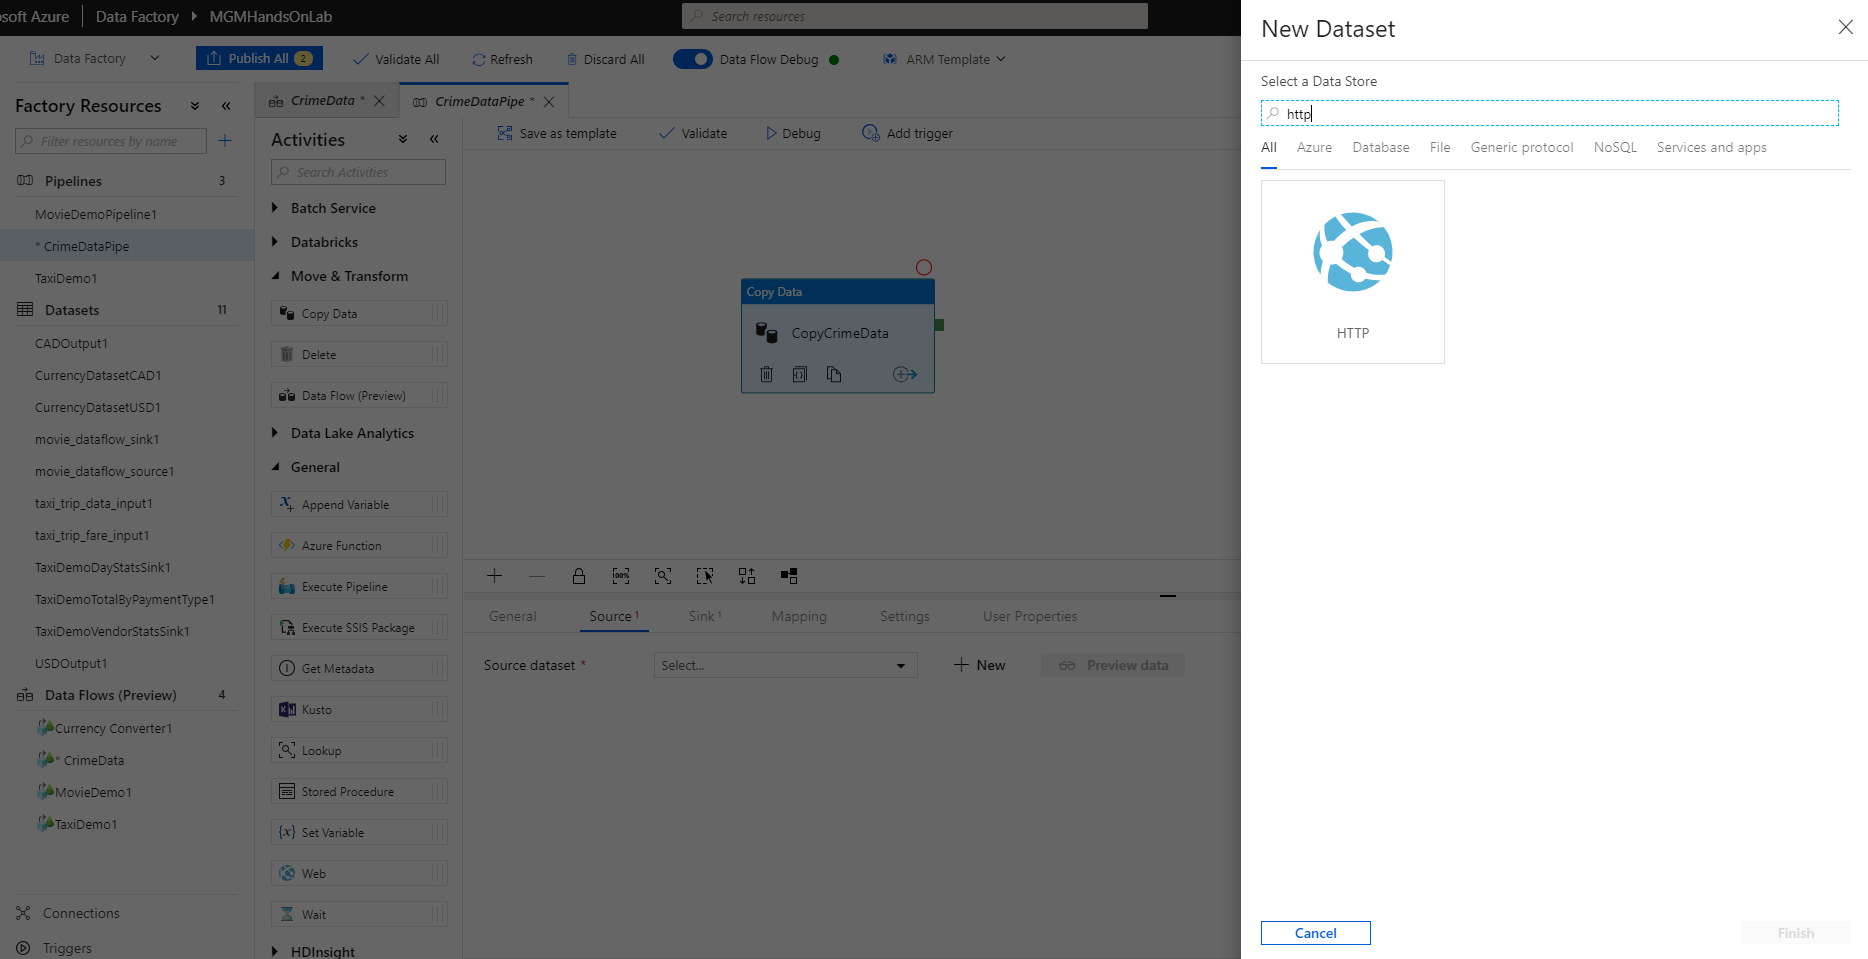 osoft Azure
Data Factory
MGMHandsOnLab
Search resources
Data Factory
Publish All 2
Validate All
Refresh
Discard All
Data Flow Debug
ARM Template
Factory Resources
Filter resources by name
Pipelines 3
MovieDemoPipeline1
* CrimeDataPipe
TaxiDemo1
Datasets 11
CADOutput1
CurrencyDatasetCAD1
CurrencyDatasetUSD1
movie_dataflow_sink1
movie_dataflow_source1
taxi_trip_data_input1
taxi_trip_fare_input1
TaxiDemoDayStatsSink1
TaxiDemoTotalByPaymentType1
TaxiDemoVendorStatsSink1
USDOutput1
Data Flows (Preview) 4
Currency Converter1
* CrimeData
MovieDemo1
TaxiDemo1
Connections
Triggers
CrimeData *
CrimeDataPipe *
Activities
Search Activities
Batch Service
Databricks
Move & Transform
Copy Data
Delete
Data Flow (Preview)
Data Lake Analytics
General
Append Variable
Azure Function
Execute Pipeline
Execute SSIS Package
Get Metadata
Kusto
Lookup
Stored Procedure
{x} Set Variable
Web
Wait
HDInsight
Save as template
Validate
Debug
Add trigger
Copy Data
CopyCrimeData
100%
General
Source 1
Sink 1
Mapping
Settings
User Properties
Source dataset *
Select...
New
Preview data
New Dataset
Select a Data Store
http
All
Azure
Database
File
Generic protocol
NoSQL
Services and apps
HTTP
Cancel
Finish